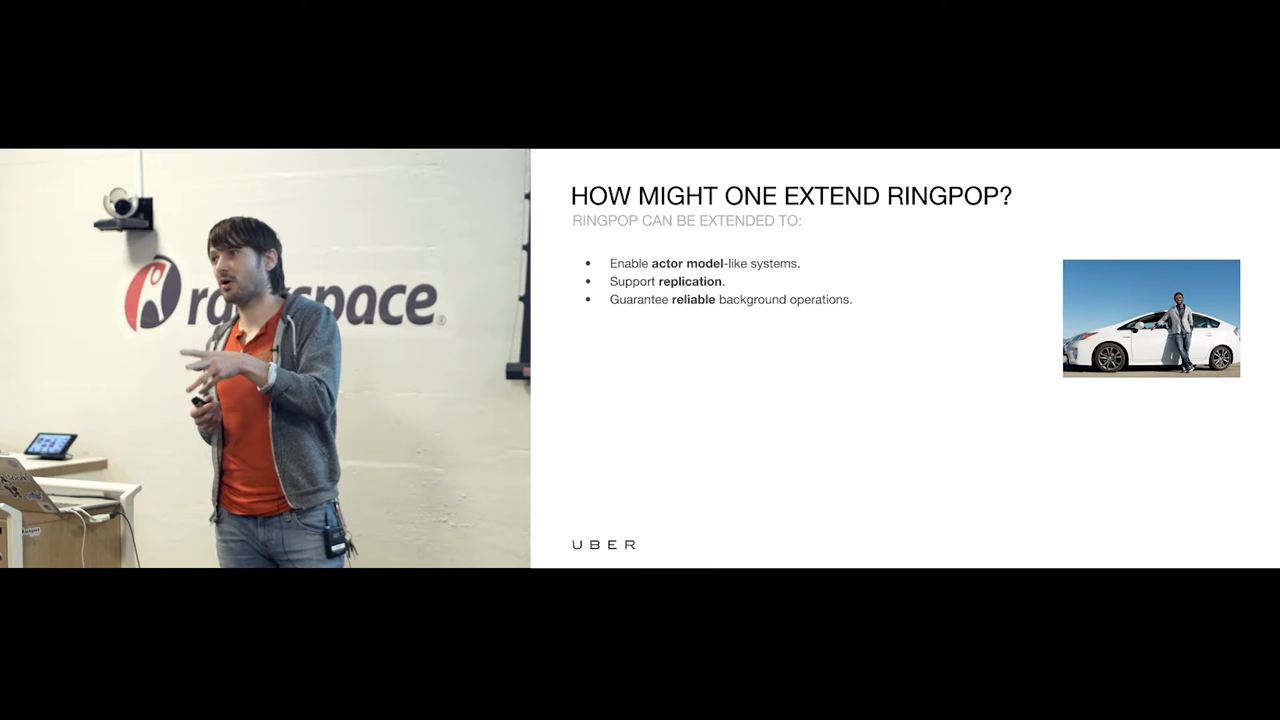 rackspace
HOW MIGHT ONE EXTEND RINGPOP?
RINGPOP CAN BE EXTENDED TO:
• Enable actor model-like systems.
• Support replication.
• Guarantee reliable background operations.
UBER